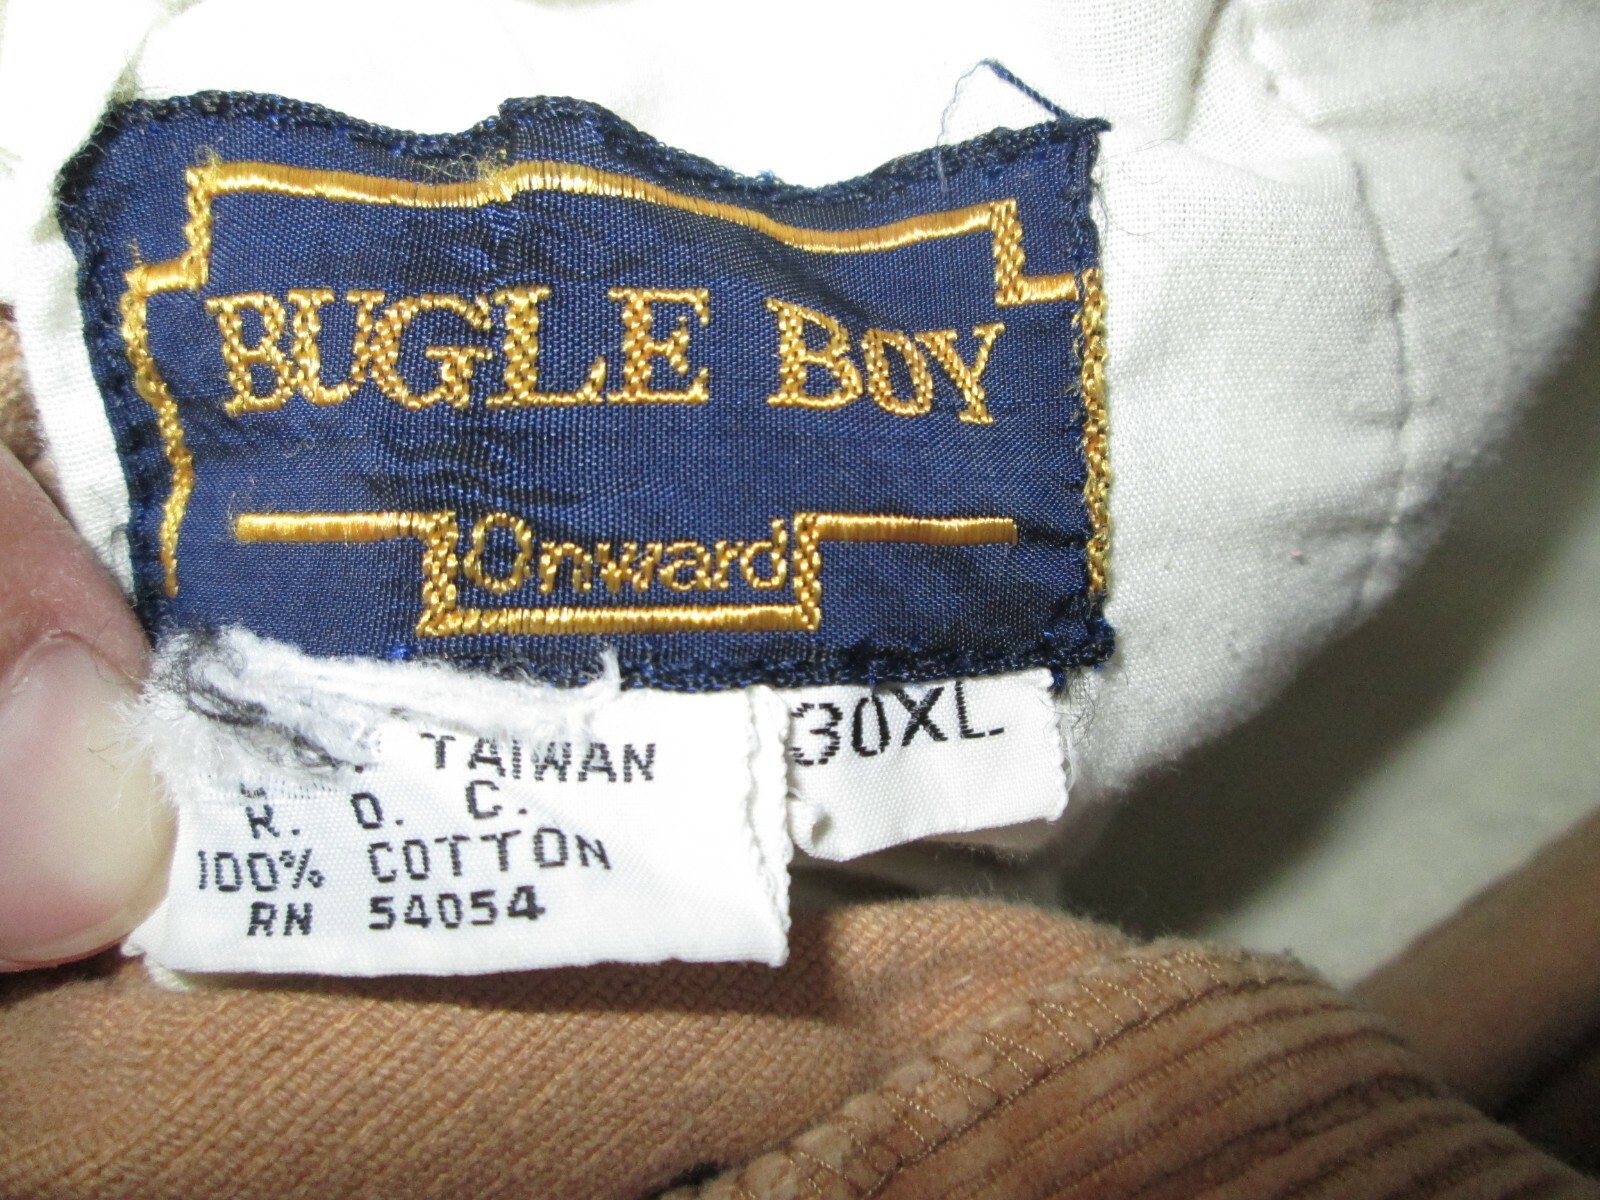 BUGLE BOY
Onward
30XL
TAIWAN
R. O. C.
100% COTTON
RN 54054